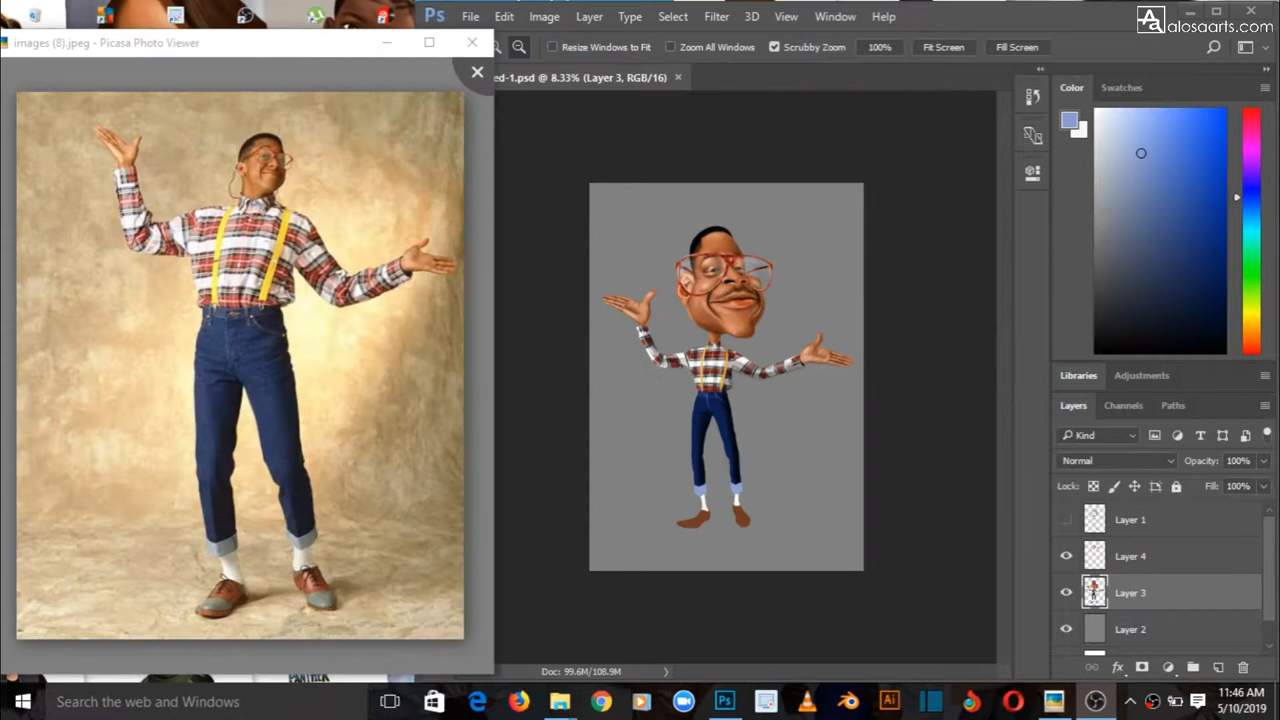 alosaarts.com
Ps File Edit Image Layer Type Select Filter 3D View Window Help
images (8).jpeg - Picasa Photo Viewer
Resize Windows to Fit Zoom All Windows Scrubby Zoom 100% Fit Screen Fill Screen
ed-1.psd @ 8.33% (Layer 3, RGB/16)
Color Swatches
Libraries Adjustments
Layers Channels Paths
Kind
Normal Opacity: 100%
Lock: Fill: 100%
Layer 1
Layer 4
Layer 3
Layer 2
Doc: 99.6M/108.9M
PANTHER
Search the web and Windows
Ps
Ai
11:46 AM
5/10/2019